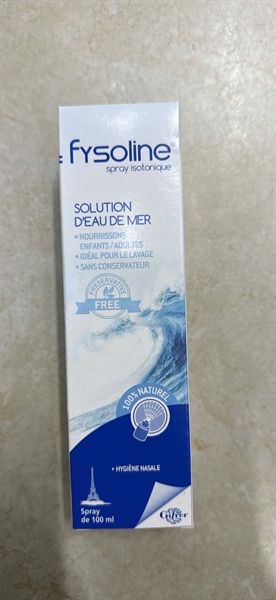 fysoline
spray isotonique
SOLUTION
D'EAU DE MER
• NOURRISSONS
ENFANTS / ADULTES
• IDÉAL POUR LE LAVAGE
• SANS CONSERVATEUR
PRESERVATIVE
FREE
100% NATUREL
• HYGIÈNE NASALE
Spray
de 100 ml
Gifrer